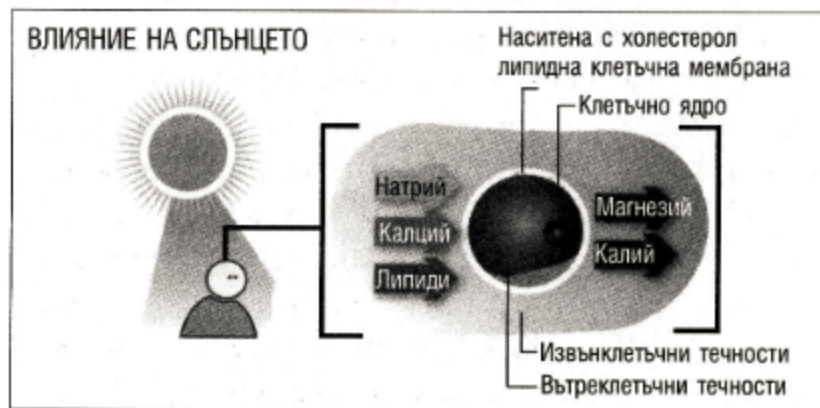 ВЛИЯНИЕ НА СЛЪНЦЕТО
Наситена с холестерол
липидна клетъчна мембрана
Клетъчно ядро
Натрий
Калций
Липиди
Магнезий
Калий
Извънклетъчни течности
Вътреклетъчни течности